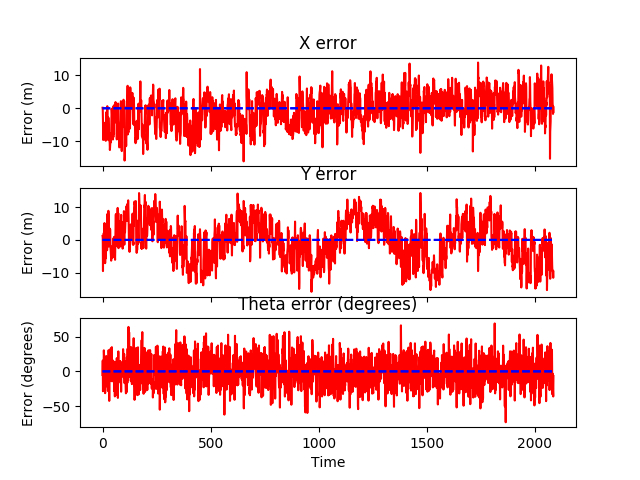 X error
10
0
−10
Error (m)
Y error
10
0
−10
Error (m)
Theta error (degrees)
50
0
−50
Error (degrees)
0
500
1000
1500
2000
Time